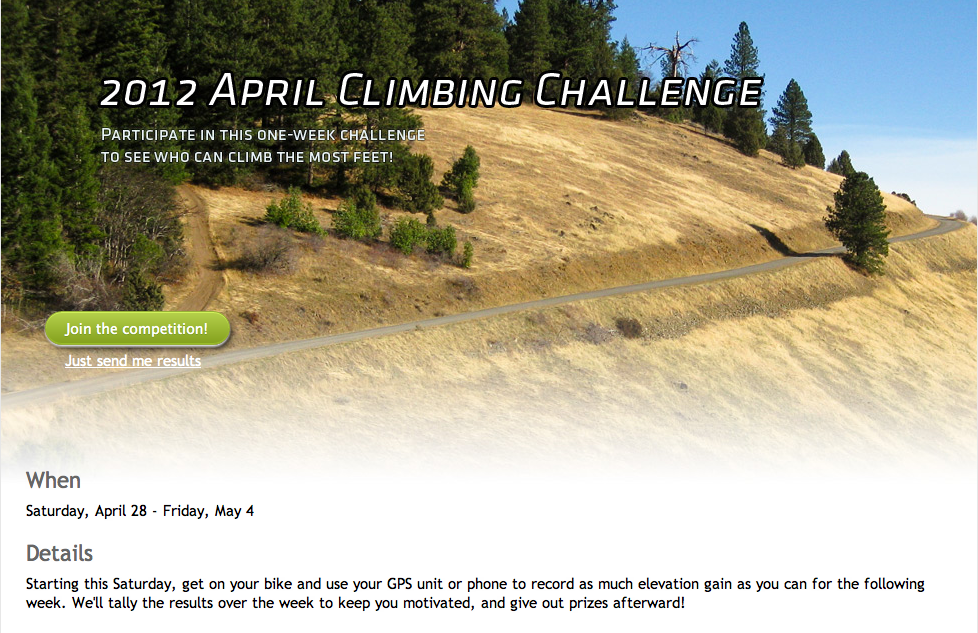 2012 April Climbing Challenge
Participate in this one-week challenge
to see who can climb the most feet!
Join the competition!
Just send me results
When
Saturday, April 28 - Friday, May 4
Details
Starting this Saturday, get on your bike and use your GPS unit or phone to record as much elevation gain as you can for the following
week. We'll tally the results over the week to keep you motivated, and give out prizes afterward!